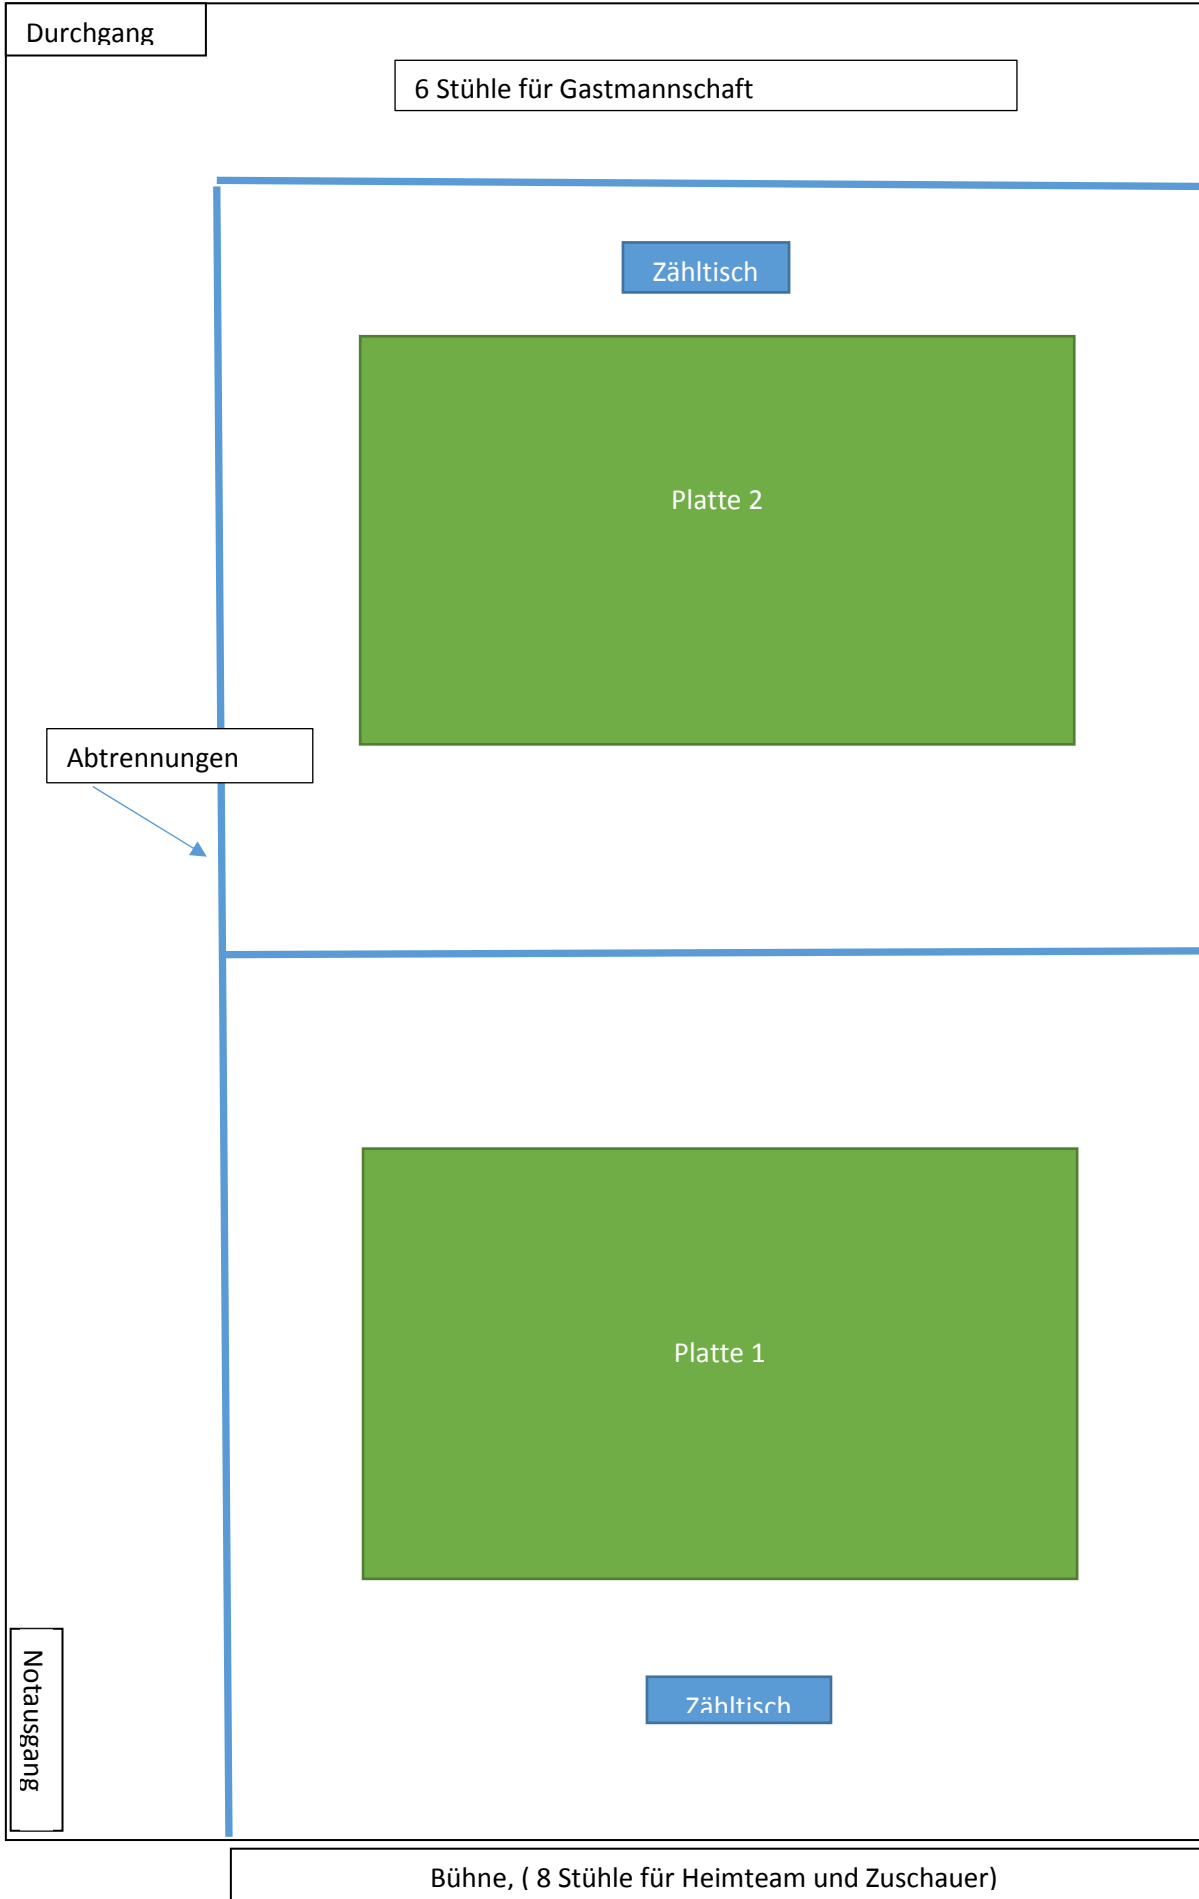 Durchgang
6 Stühle für Gastmannschaft
Zähltisch
Platte 2
Abtrennungen
Platte 1
Notausgang
Zähltisch
Bühne, ( 8 Stühle für Heimteam und Zuschauer)